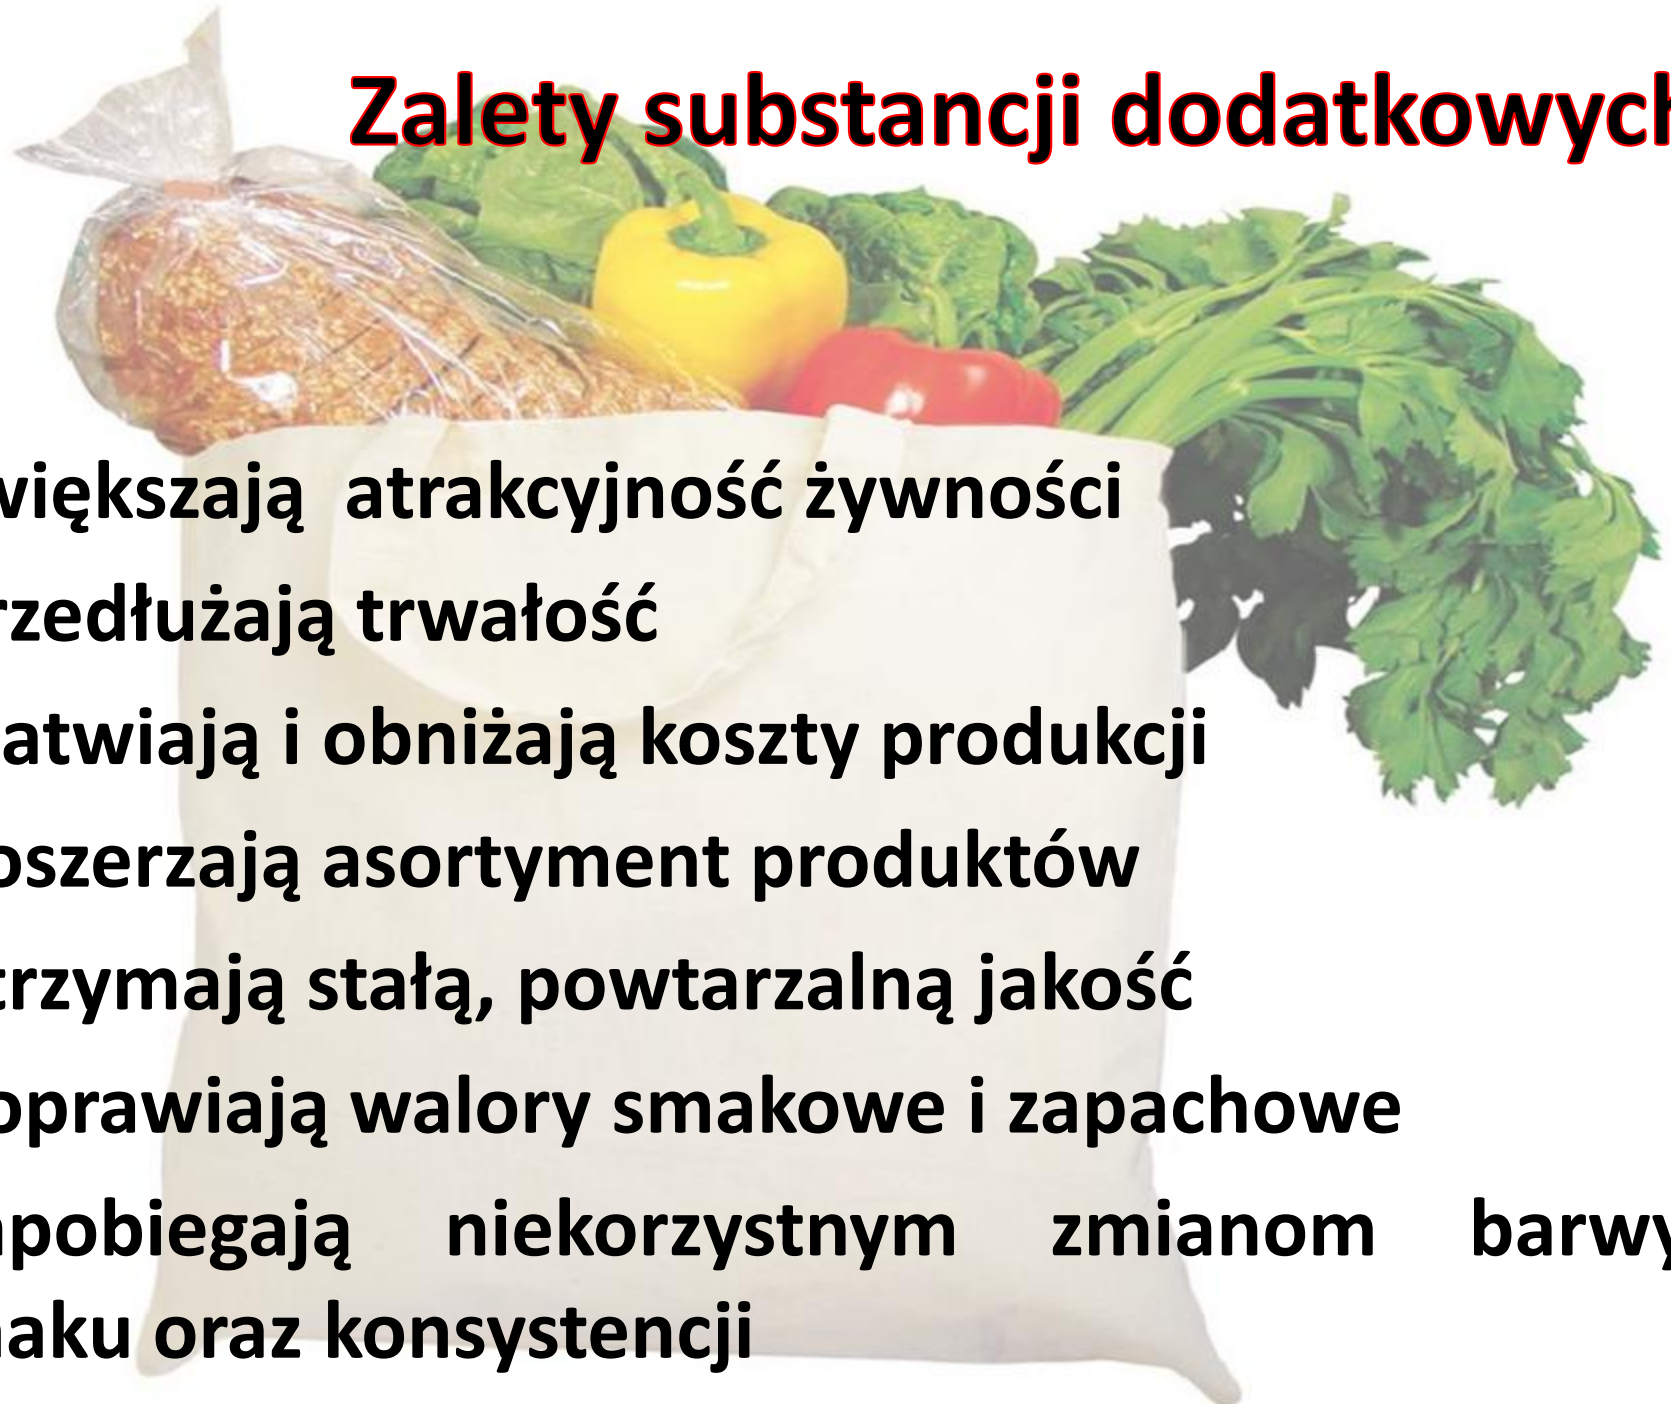 Zalety substancji dodatkowych
większają atrakcyjność żywności
rzedłużają trwałość
atwiają i obniżają koszty produkcji
oszerzają asortyment produktów
trzymają stałą, powtarzalną jakość
oprawiają walory smakowe i zapachowe
apobiegają niekorzystnym zmianom barwy
aku oraz konsystencji